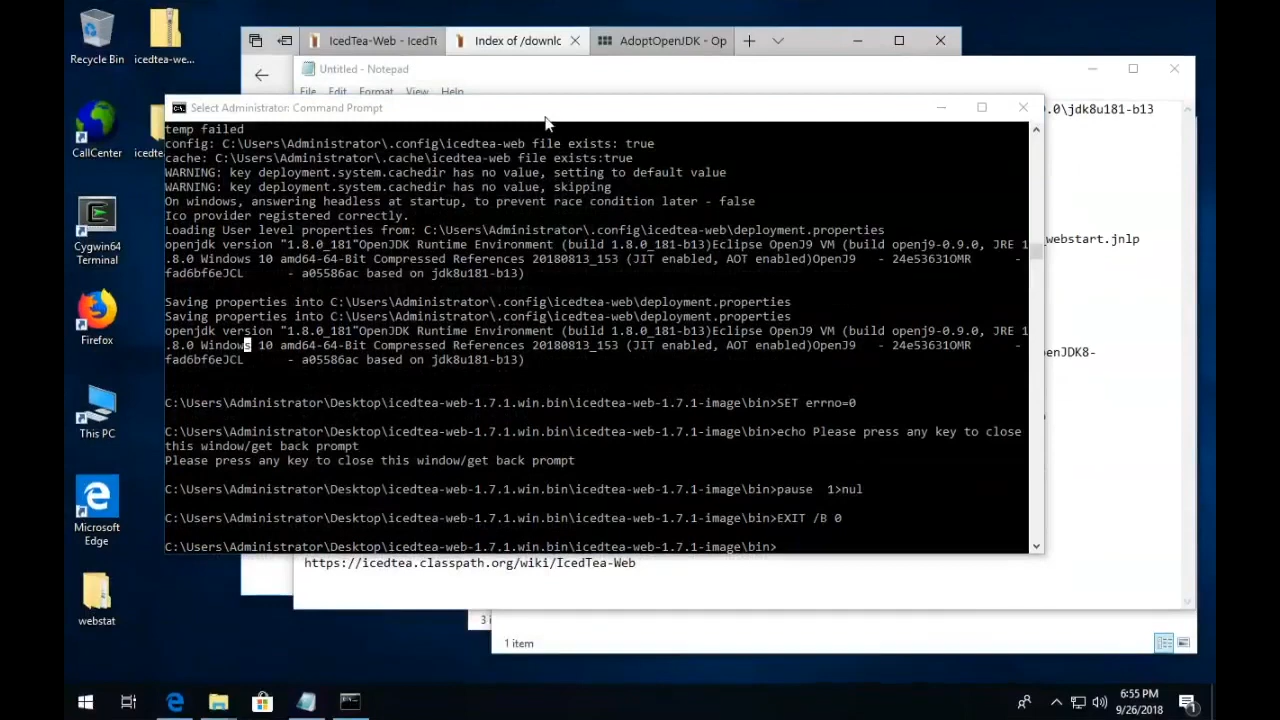 Recycle Bin
icedtea-we...
CallCenter
icedte
Cygwin64
Terminal
Firefox
This PC
Microsoft
Edge
webstat
IcedTea-Web - IcedTe
Index of /downlc
AdoptOpenJDK - Op
Untitled - Notepad
File Edit Format View Help
.0\jdk8u181-b13
_webstart.jnlp
enJDK8-
Select Administrator: Command Prompt
temp failed
config: C:\Users\Administrator\.config\icedtea-web file exists: true
cache: C:\Users\Administrator\.cache\icedtea-web file exists:true
WARNING: key deployment.system.cachedir has no value, setting to default value
WARNING: key deployment.system.cachedir has no value, skipping
On windows, answering headless at startup, to prevent race condition later - false
Ico provider registered correctly.
Loading User level properties from: C:\Users\Administrator\.config\icedtea-web\deployment.properties
openjdk version "1.8.0_181"OpenJDK Runtime Environment (build 1.8.0_181-b13)Eclipse OpenJ9 VM (build openj9-0.9.0, JRE 1
.8.0 Windows 10 amd64-64-Bit Compressed References 20180813_153 (JIT enabled, AOT enabled)OpenJ9 - 24e53631OMR -
fad6bf6eJCL - a05586ac based on jdk8u181-b13)
Saving properties into C:\Users\Administrator\.config\icedtea-web\deployment.properties
Saving properties into C:\Users\Administrator\.config\icedtea-web\deployment.properties
openjdk version "1.8.0_181"OpenJDK Runtime Environment (build 1.8.0_181-b13)Eclipse OpenJ9 VM (build openj9-0.9.0, JRE 1
.8.0 Windows 10 amd64-64-Bit Compressed References 20180813_153 (JIT enabled, AOT enabled)OpenJ9 - 24e53631OMR -
fad6bf6eJCL - a05586ac based on jdk8u181-b13)
C:\Users\Administrator\Desktop\icedtea-web-1.7.1.win.bin\icedtea-web-1.7.1-image\bin>SET errno=0
C:\Users\Administrator\Desktop\icedtea-web-1.7.1.win.bin\icedtea-web-1.7.1-image\bin>echo Please press any key to close
this window/get back prompt
Please press any key to close this window/get back prompt
C:\Users\Administrator\Desktop\icedtea-web-1.7.1.win.bin\icedtea-web-1.7.1-image\bin>pause 1>nul
C:\Users\Administrator\Desktop\icedtea-web-1.7.1.win.bin\icedtea-web-1.7.1-image\bin>EXIT /B 0
C:\Users\Administrator\Desktop\icedtea-web-1.7.1.win.bin\icedtea-web-1.7.1-image\bin>
https://icedtea.classpath.org/wiki/IcedTea-Web
3 i
1 item
6:55 PM
9/26/2018
1